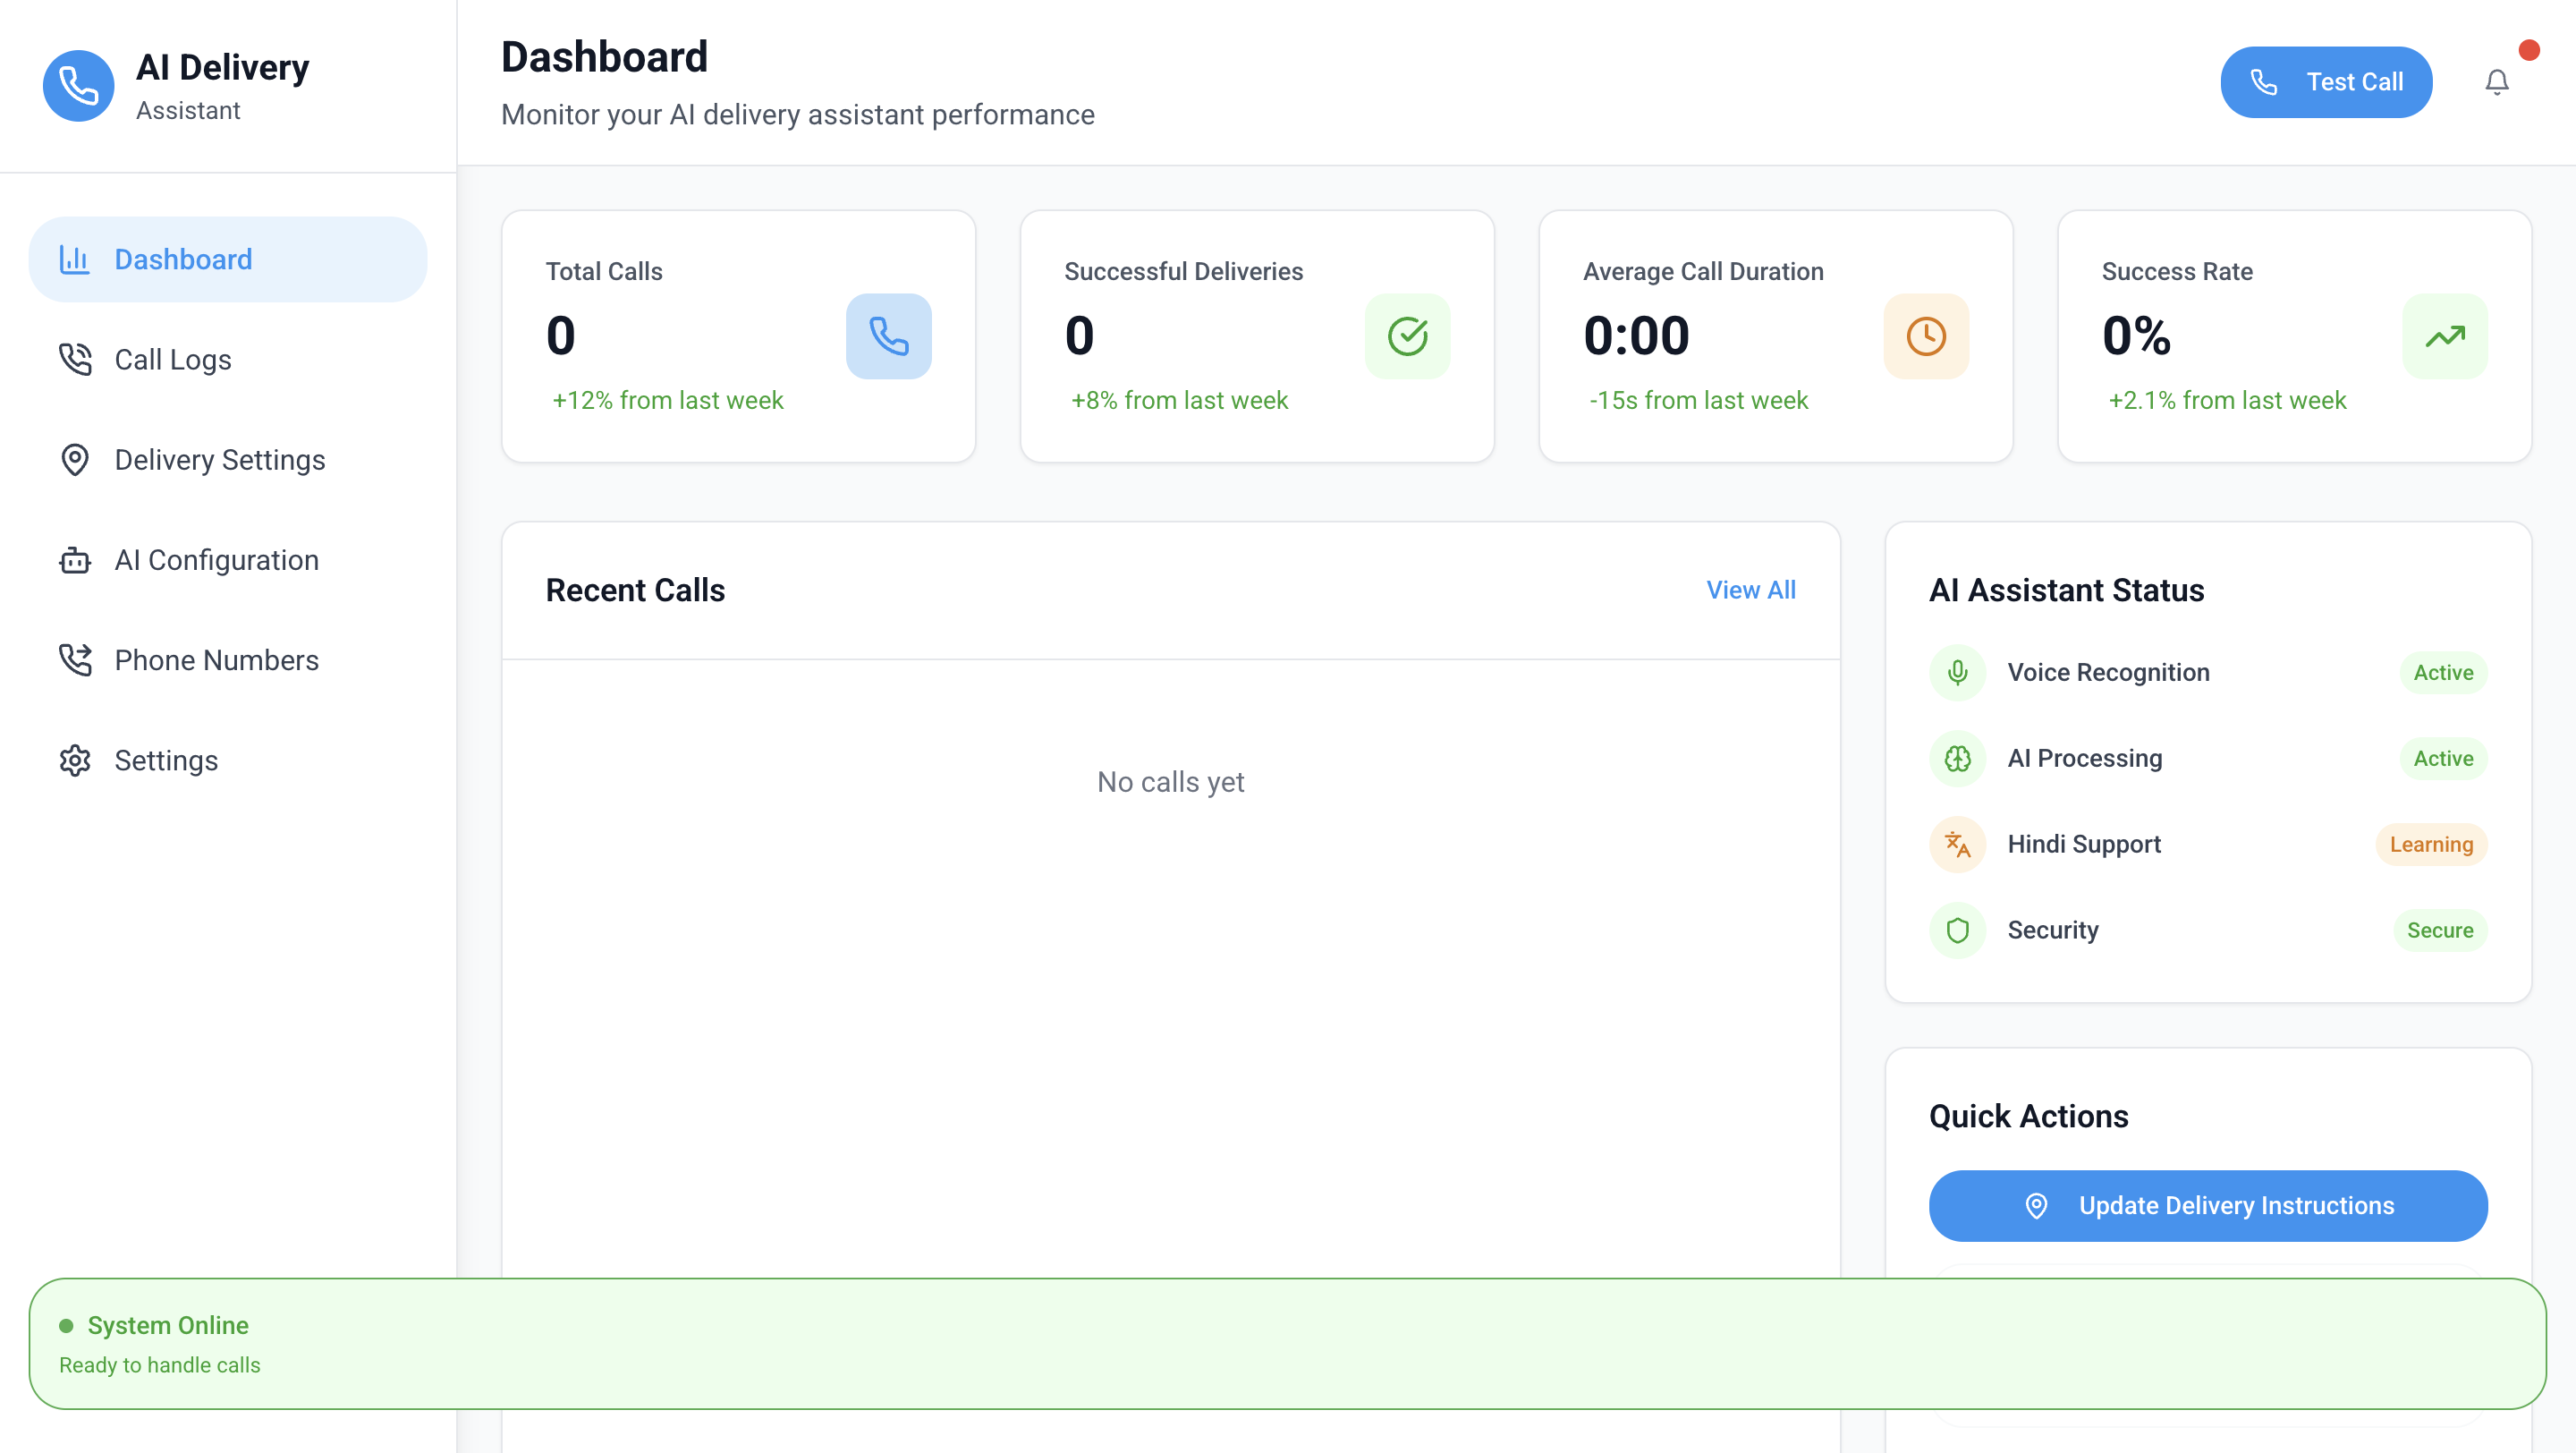 AI Delivery
Assistant
Dashboard
Call Logs
Delivery Settings
AI Configuration
Phone Numbers
Settings
Dashboard
Monitor your AI delivery assistant performance
Test Call
Total Calls
0
+12% from last week
Successful Deliveries
0
+8% from last week
Average Call Duration
0:00
-15s from last week
Success Rate
0%
+2.1% from last week
Recent Calls
View All
No calls yet
AI Assistant Status
Voice Recognition
Active
AI Processing
Active
Hindi Support
Learning
Security
Secure
Quick Actions
Update Delivery Instructions
System Online
Ready to handle calls